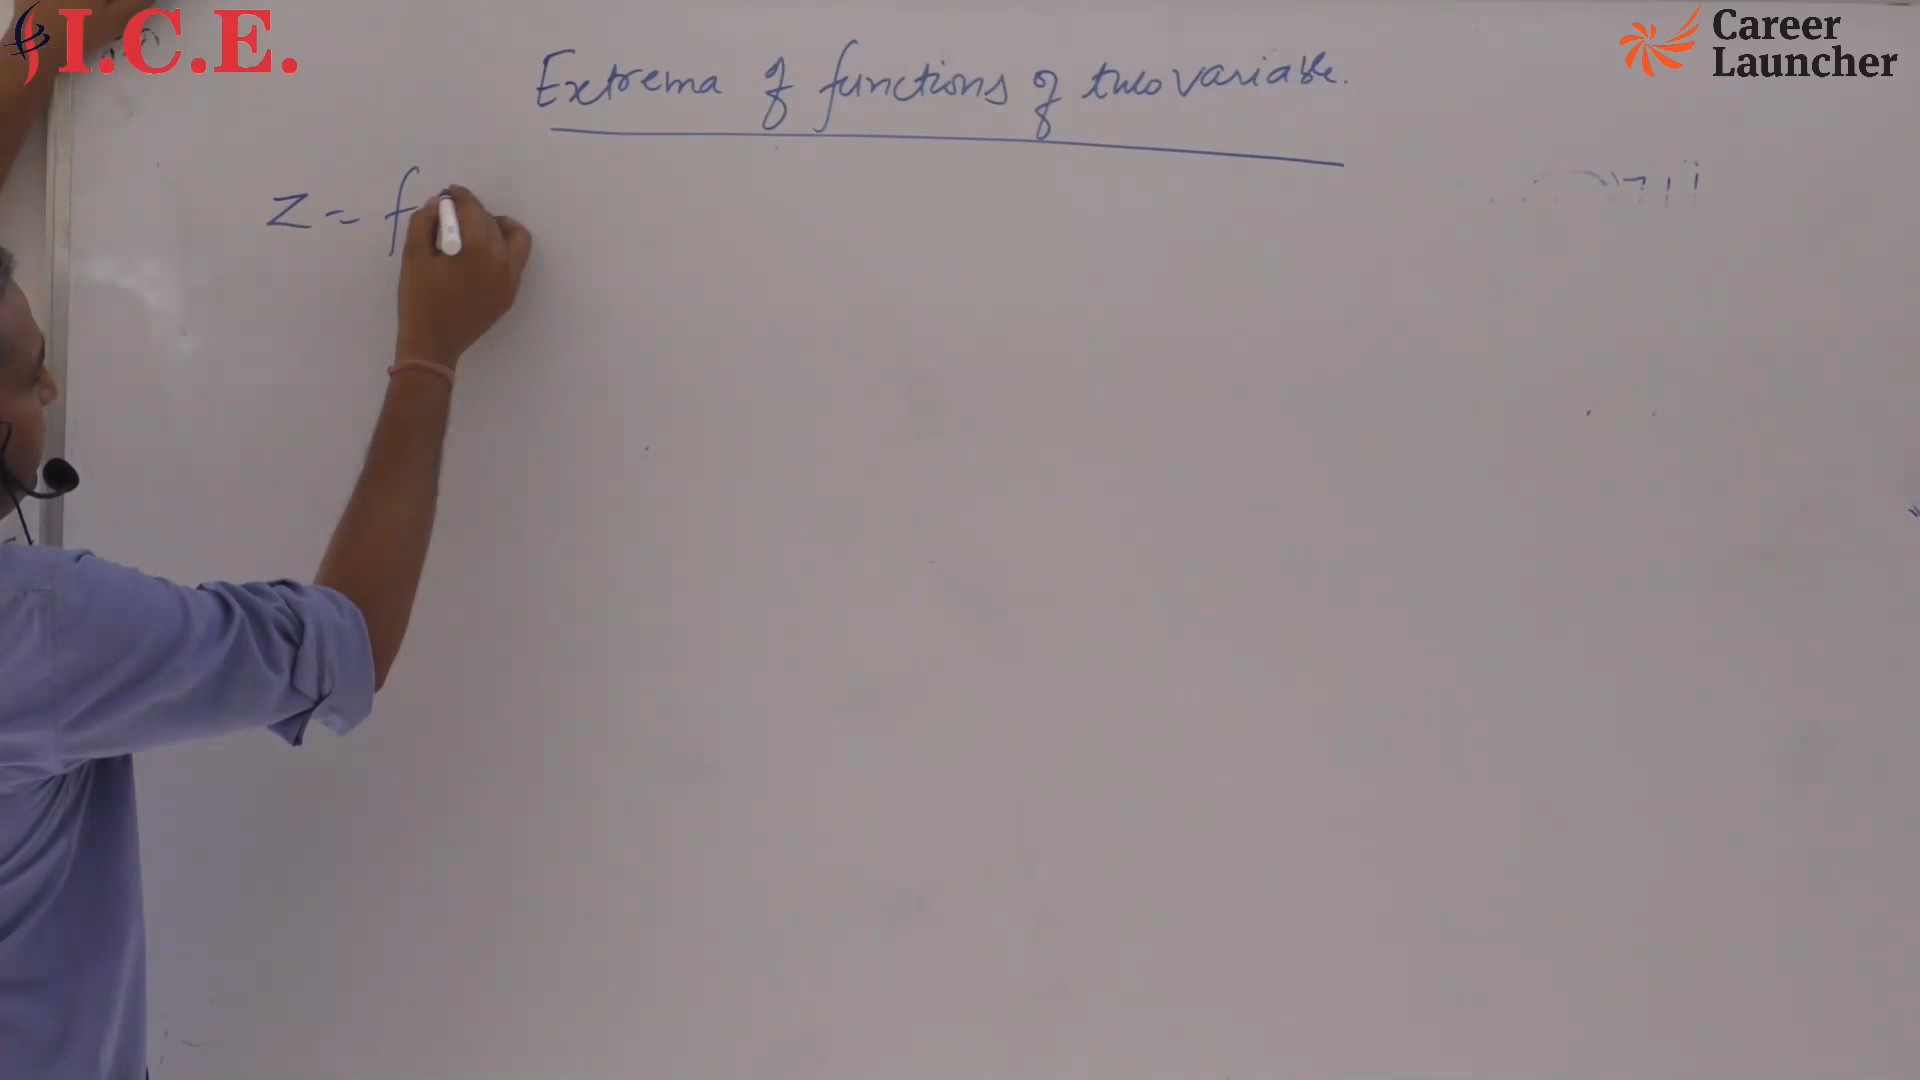 I.C.E.
Career
Launcher
Extrema of functions of two variable.
z = f